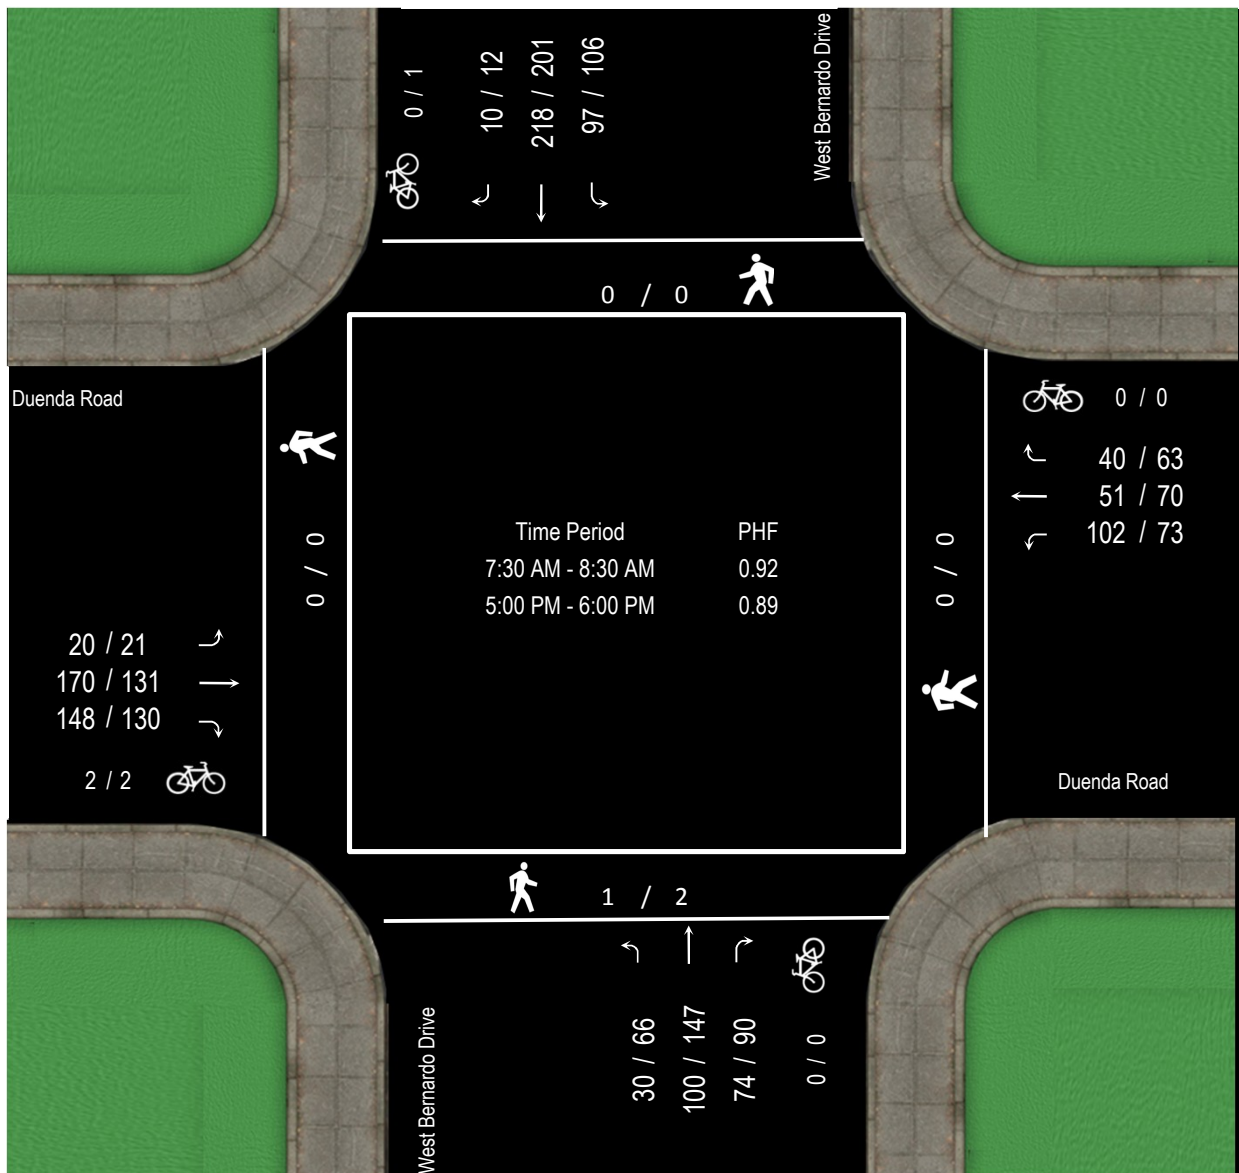 0 / 1
10 / 12
218 / 201
97 / 106
West Bernardo Drive
0 / 0
Duenda Road
0 / 0
40 / 63
51 / 70
102 / 73
0 / 0
Time Period PHF
7:30 AM - 8:30 AM 0.92
5:00 PM - 6:00 PM 0.89
0 / 0
20 / 21
170 / 131
148 / 130
2 / 2
Duenda Road
1 / 2
West Bernardo Drive
30 / 66
100 / 147
74 / 90
0 / 0